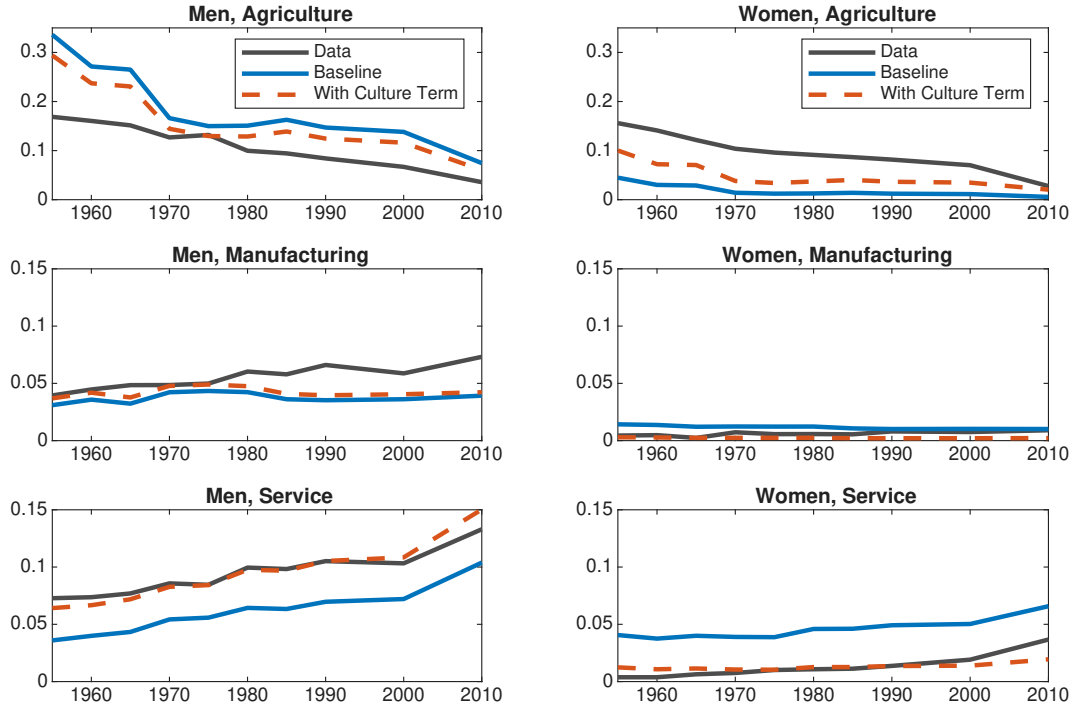 Men, Agriculture
0.3
0.2
0.1
0
Data
Baseline
With Culture Term
1960 1970 1980 1990 2000 2010
Women, Agriculture
0.3
0.2
0.1
0
Data
Baseline
With Culture Term
1960 1970 1980 1990 2000 2010
Men, Manufacturing
0.15
0.1
0.05
0
1960 1970 1980 1990 2000 2010
Women, Manufacturing
0.15
0.1
0.05
0
1960 1970 1980 1990 2000 2010
Men, Service
0.15
0.1
0.05
0
1960 1970 1980 1990 2000 2010
Women, Service
0.15
0.1
0.05
0
1960 1970 1980 1990 2000 2010